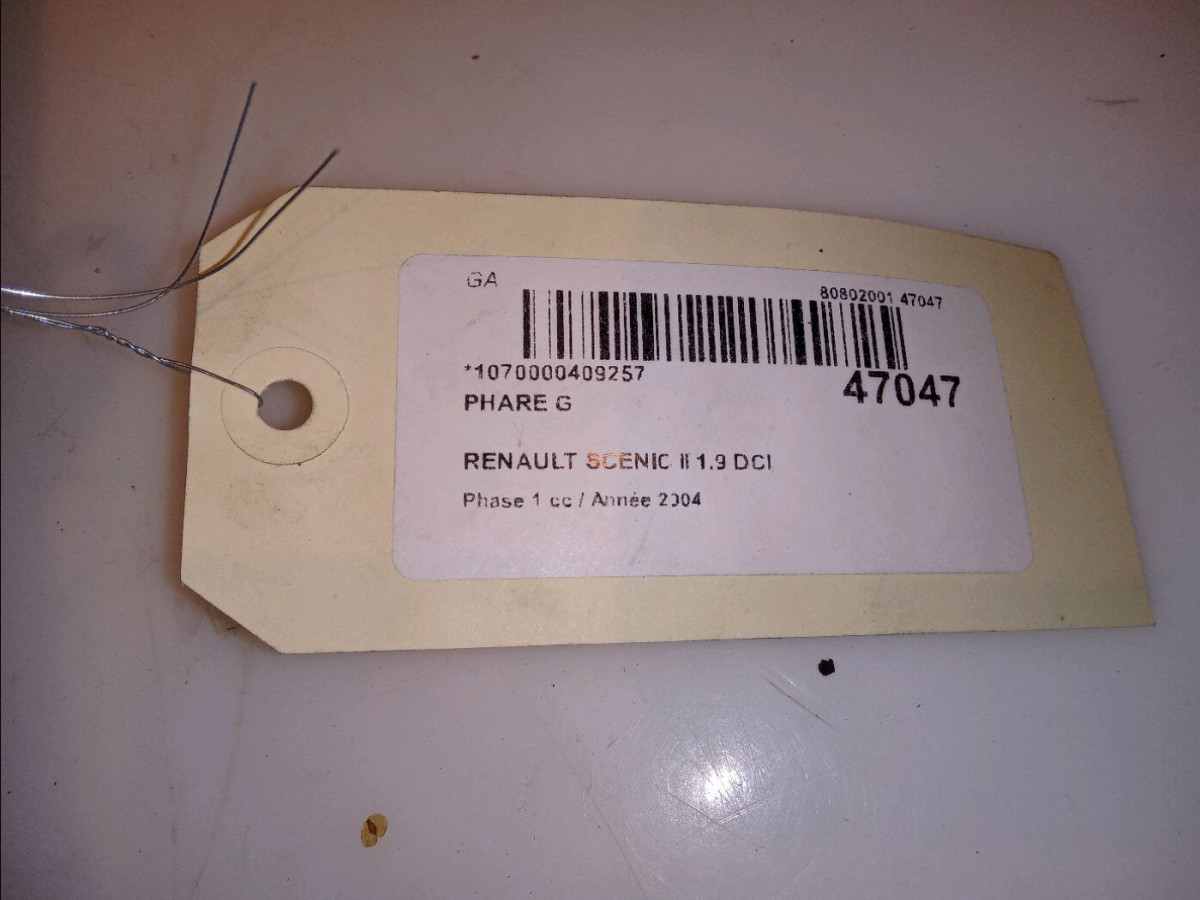 GA
80802001 47047
*1070000409257
47047
PHARE G
RENAULT SCENIC II 1.9 DCI
Phase 1 cc / Année 2004